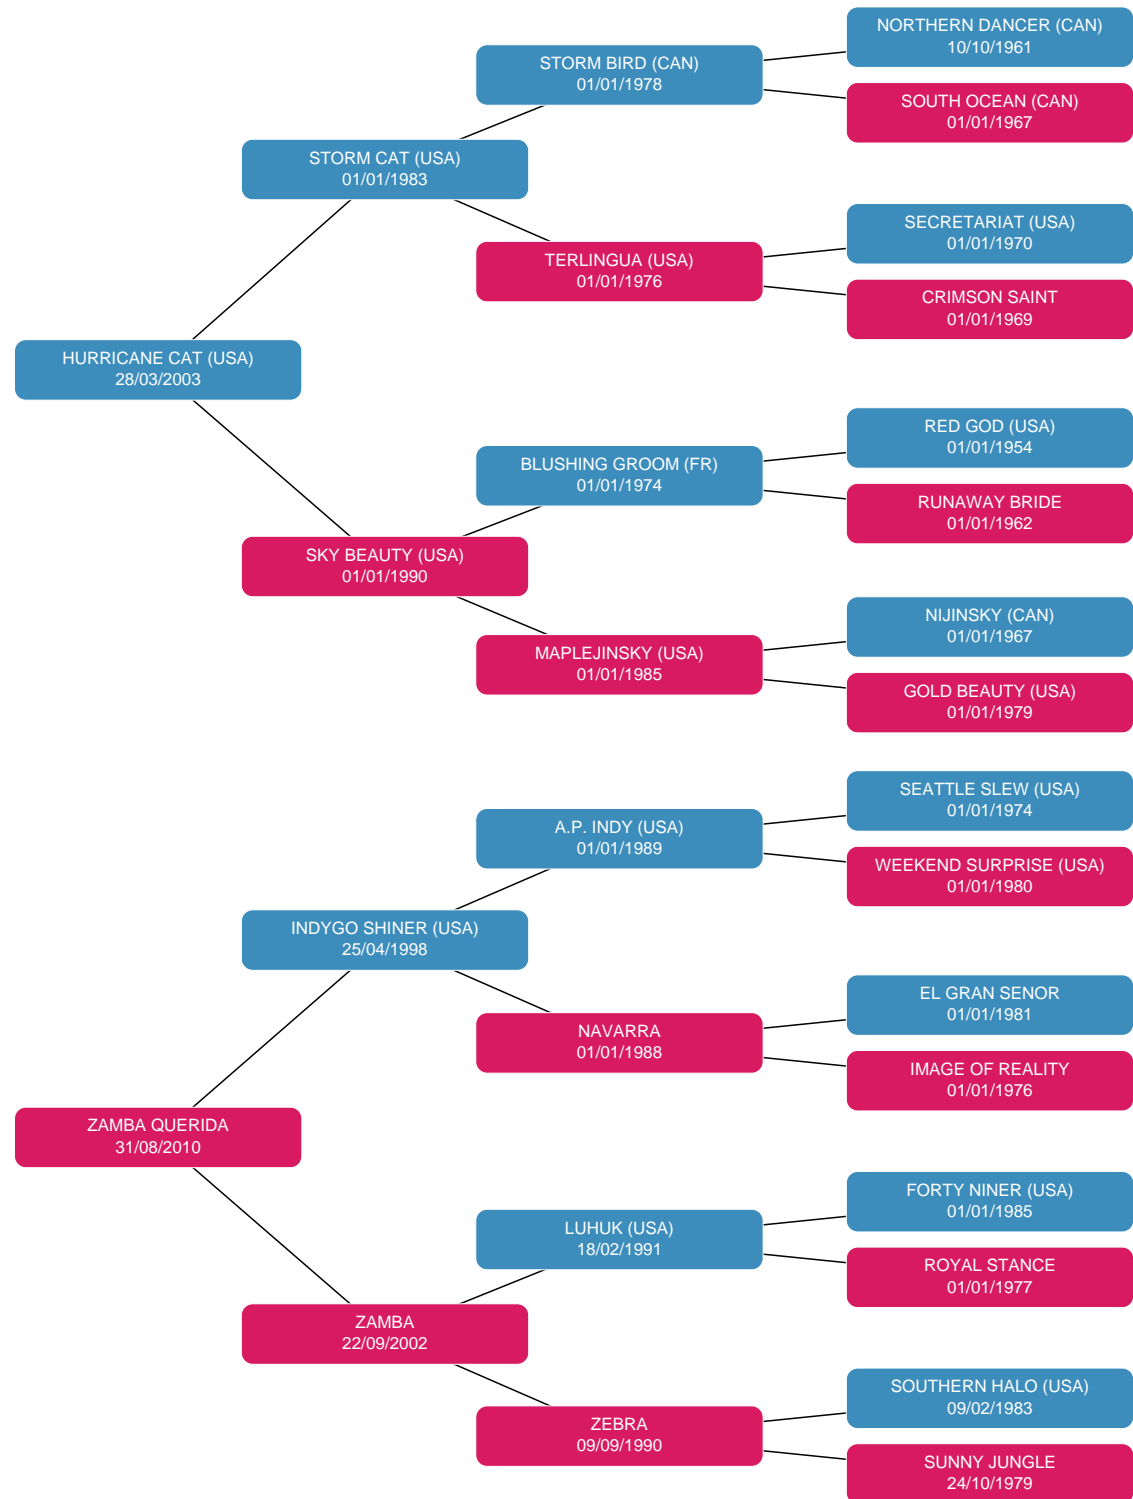 NORTHERN DANCER (CAN)
10/10/1961
STORM BIRD (CAN)
01/01/1978
SOUTH OCEAN (CAN)
01/01/1967
STORM CAT (USA)
01/01/1983
SECRETARIAT (USA)
01/01/1970
TERLINGUA (USA)
01/01/1976
CRIMSON SAINT
01/01/1969
HURRICANE CAT (USA)
28/03/2003
RED GOD (USA)
01/01/1954
BLUSHING GROOM (FR)
01/01/1974
RUNAWAY BRIDE
01/01/1962
SKY BEAUTY (USA)
01/01/1990
NIJINSKY (CAN)
01/01/1967
MAPLEJINSKY (USA)
01/01/1985
GOLD BEAUTY (USA)
01/01/1979
SEATTLE SLEW (USA)
01/01/1974
A.P. INDY (USA)
01/01/1989
WEEKEND SURPRISE (USA)
01/01/1980
INDYGO SHINER (USA)
25/04/1998
EL GRAN SENOR
01/01/1981
NAVARRA
01/01/1988
IMAGE OF REALITY
01/01/1976
ZAMBA QUERIDA
31/08/2010
FORTY NINER (USA)
01/01/1985
LUHUK (USA)
18/02/1991
ROYAL STANCE
01/01/1977
ZAMBA
22/09/2002
SOUTHERN HALO (USA)
09/02/1983
ZEBRA
09/09/1990
SUNNY JUNGLE
24/10/1979